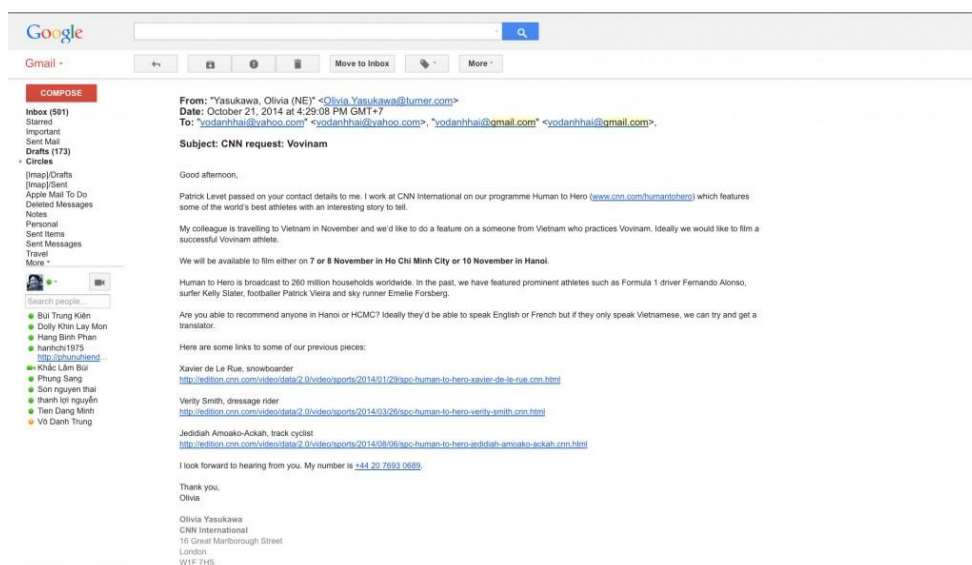 Google
Gmail
Move to Inbox
More
COMPOSE
Inbox (501)
Starred
Important
Sent Mail
Drafts (173)
Circles
[Imap]/Drafts
[Imap]/Sent
Apple Mail To Do
Deleted Messages
Notes
Personal
Sent Items
Sent Messages
Travel
More
Search people...
Bùi Trung Kiên
Dolly Khin Lay Mon
Hang Binh Phan
hanhchi1975
http://phunuhiend...
Khắc Lâm Bùi
Phung Sang
Son nguyen thai
thanh lợi nguyễn
Tien Dang Minh
Võ Danh Trung
From: "Yasukawa, Olivia (NE)" <Olivia.Yasukawa@turner.com>
Date: October 21, 2014 at 4:29:08 PM GMT+7
To: "vodanhhai@yahoo.com" <vodanhhai@yahoo.com>, "vodanhhai@gmail.com" <vodanhhai@gmail.com>,
Subject: CNN request: Vovinam
Good afternoon,
Patrick Levet passed on your contact details to me. I work at CNN International on our programme Human to Hero (www.cnn.com/humantohero) which features
some of the world's best athletes with an interesting story to tell.
My colleague is travelling to Vietnam in November and we'd like to do a feature on a someone from Vietnam who practices Vovinam. Ideally we would like to film a
successful Vovinam athlete.
We will be available to film either on 7 or 8 November in Ho Chi Minh City or 10 November in Hanoi.
Human to Hero is broadcast to 260 million households worldwide. In the past, we have featured prominent athletes such as Formula 1 driver Fernando Alonso,
surfer Kelly Slater, footballer Patrick Vieira and sky runner Emelie Forsberg.
Are you able to recommend anyone in Hanoi or HCMC? Ideally they'd be able to speak English or French but if they only speak Vietnamese, we can try and get a
translator.
Here are some links to some of our previous pieces:
Xavier de Le Rue, snowboarder
http://edition.cnn.com/video/data/2.0/video/sports/2014/01/29/spc-human-to-hero-xavier-de-le-rue.cnn.html
Verity Smith, dressage rider
http://edition.cnn.com/video/data/2.0/video/sports/2014/03/26/spc-human-to-hero-verity-smith.cnn.html
Jedidiah Amoako-Ackah, track cyclist
http://edition.cnn.com/video/data/2.0/video/sports/2014/08/06/spc-human-to-hero-jedidiah-amoako-ackah.cnn.html
I look forward to hearing from you. My number is +44 20 7693 0689.
Thank you,
Olivia
Olivia Yasukawa
CNN International
16 Great Marlborough Street
London
W1F 7HS